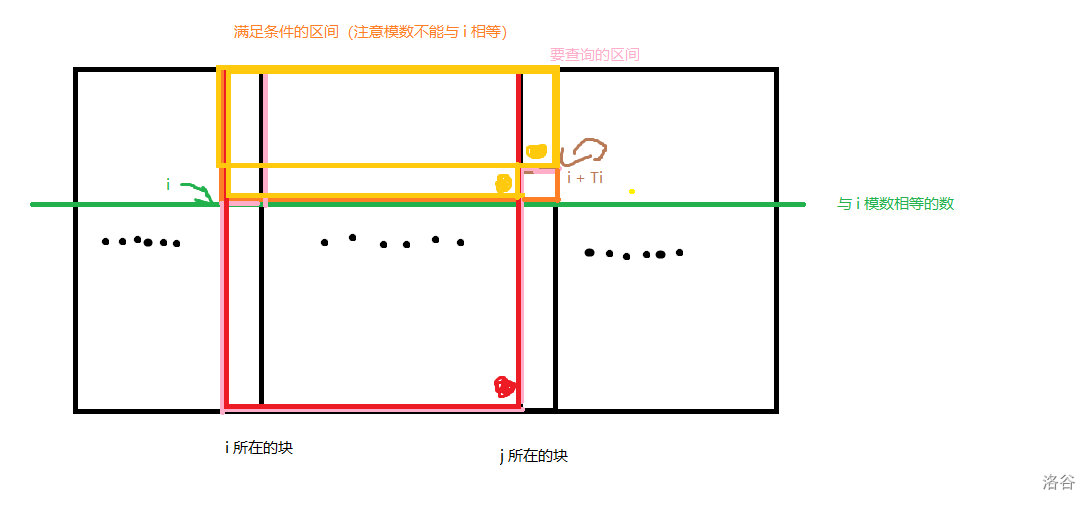 满足条件的区间 (注意模数不能与 i 相等)
要查询的区间
i
i + Ti
与 i 模数相等的数
i 所在的块
j 所在的块
洛谷